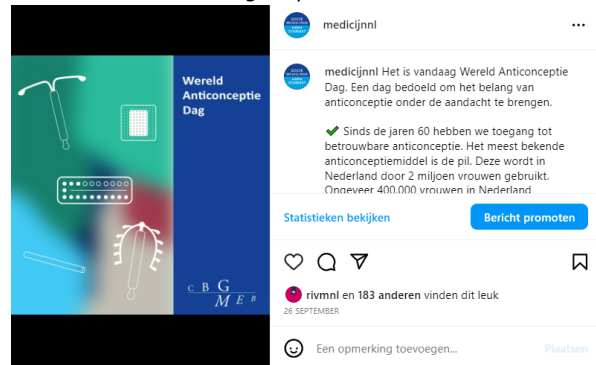 medicijnnl
Wereld
Anticonceptie
Dag
C B G
M E B
medicijnnl Het is vandaag Wereld Anticonceptie
Dag. Een dag bedoeld om het belang van
anticonceptie onder de aandacht te brengen.
✔ Sinds de jaren 60 hebben we toegang tot
betrouwbare anticonceptie. Het meest bekende
anticonceptiemiddel is de pil. Deze wordt in
Nederland door 2 miljoen vrouwen gebruikt.
Ongeveer 400.000 vrouwen in Nederland
Statistieken bekijken
Bericht promoten
rivmnl en 183 anderen vinden dit leuk
26 SEPTEMBER
Een opmerking toevoegen...
Plaatsen